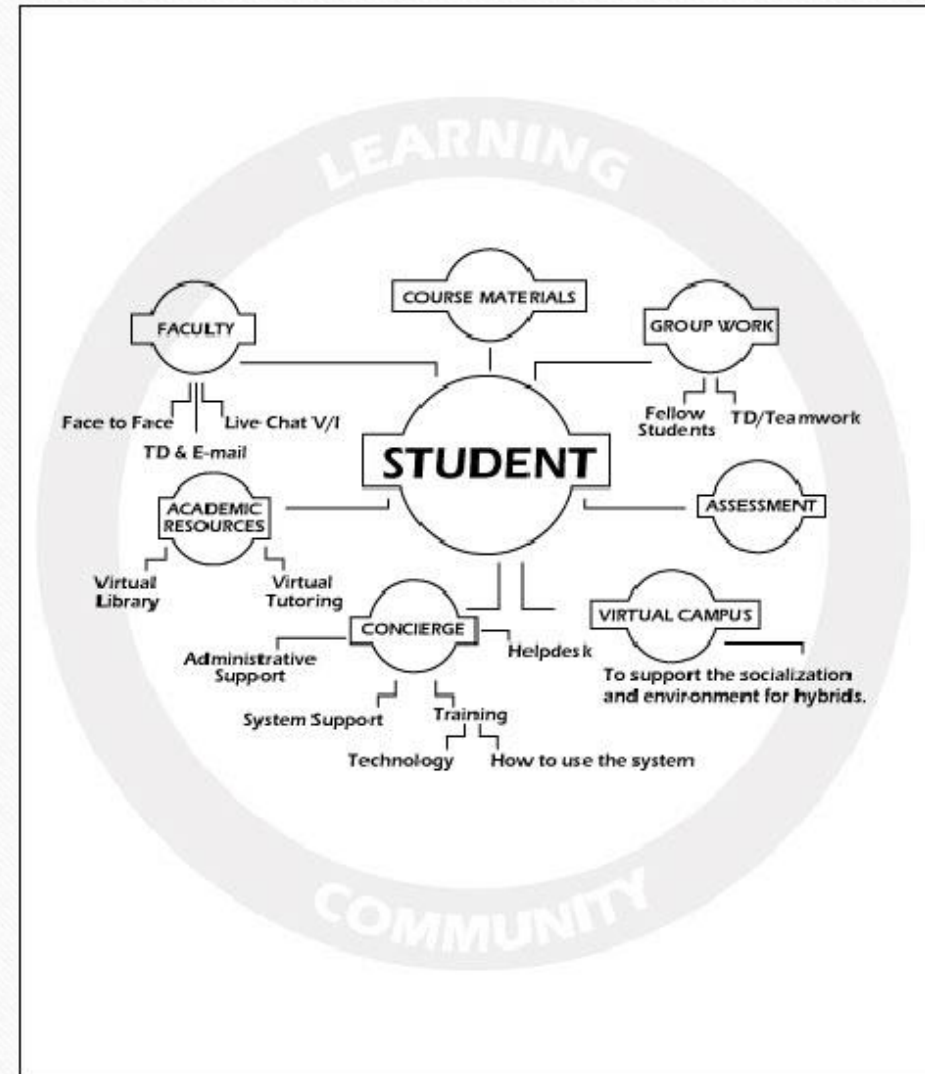 LEARNING
COURSE MATERIALS
FACULTY
GROUP WORK
Face to Face
Live Chat V/I
TD & E-mail
Fellow
Students
TD/Teamwork
STUDENT
ACADEMIC
RESOURCES
ASSESSMENT
Virtual
Library
Virtual
Tutoring
CONCIERGE
VIRTUAL CAMPUS
Administrative
Support
Helpdesk
To support the socialization
and environment for hybrids.
System Support
Training
Technology
How to use the system
COMMUNITY